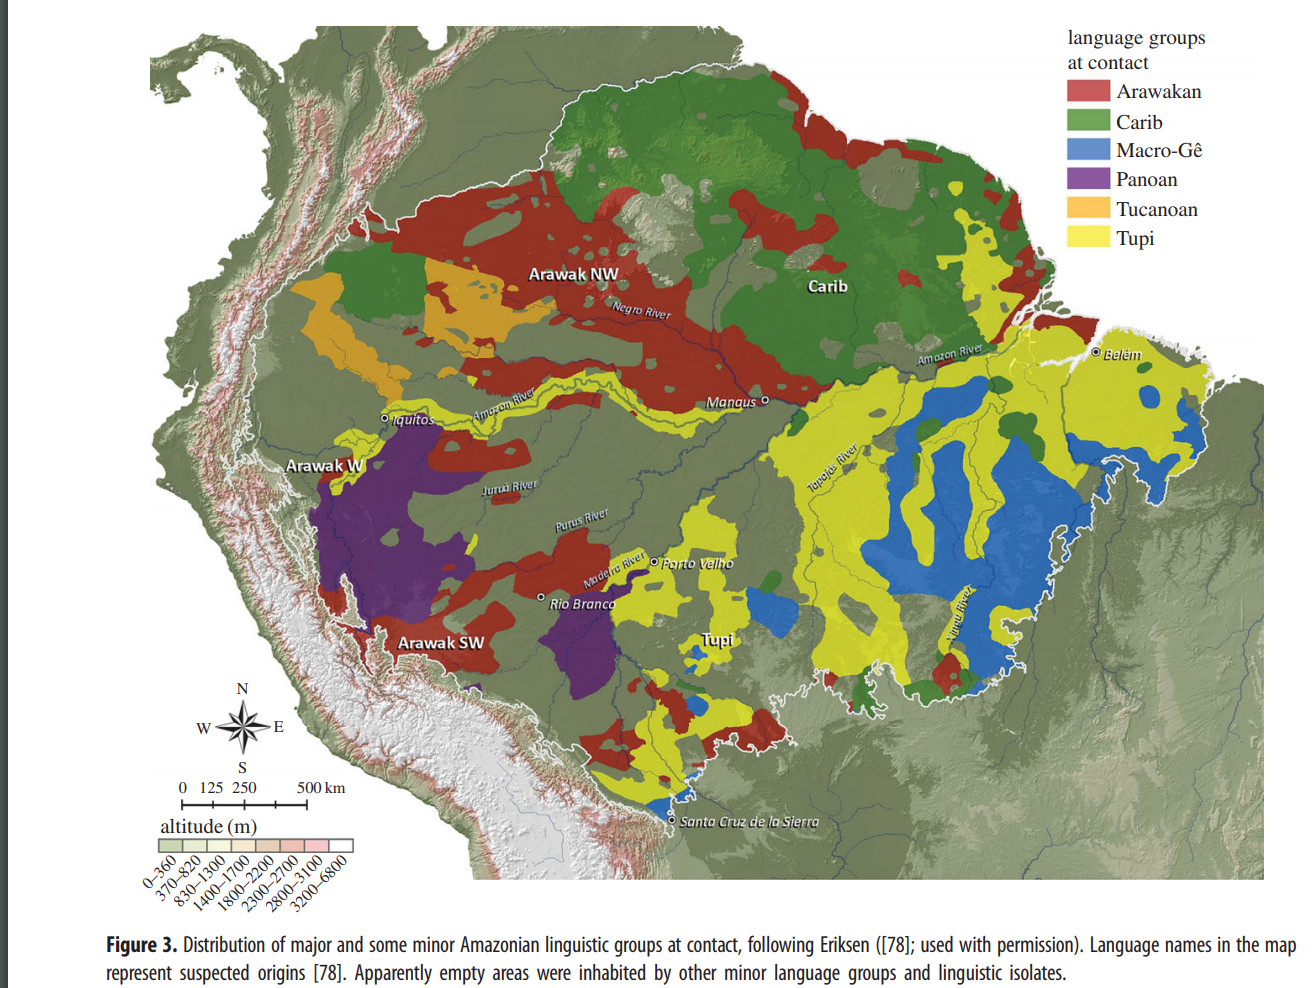 language groups
at contact
Arawakan
Carib
Macro-Gê
Panoan
Tucanoan
Tupi
Arawak NW
Negro River
Carib
Amazon River
Belém
Manaus
Amazon River
Iquitos
Arawak W
Tapajós River
Juruá River
Purus River
Madeira River
Porto Velho
Rio Branco
Xingu River
Arawak SW
Tupi
N
W
E
S
0 125 250 500 km
altitude (m)
0–360
370–820
830–1300
1400–1700
1800–2200
2300–2700
2800–3100
3200–6800
Santa Cruz de la Sierra
Figure 3. Distribution of major and some minor Amazonian linguistic groups at contact, following Eriksen ([78]; used with permission). Language names in the map
represent suspected origins [78]. Apparently empty areas were inhabited by other minor language groups and linguistic isolates.